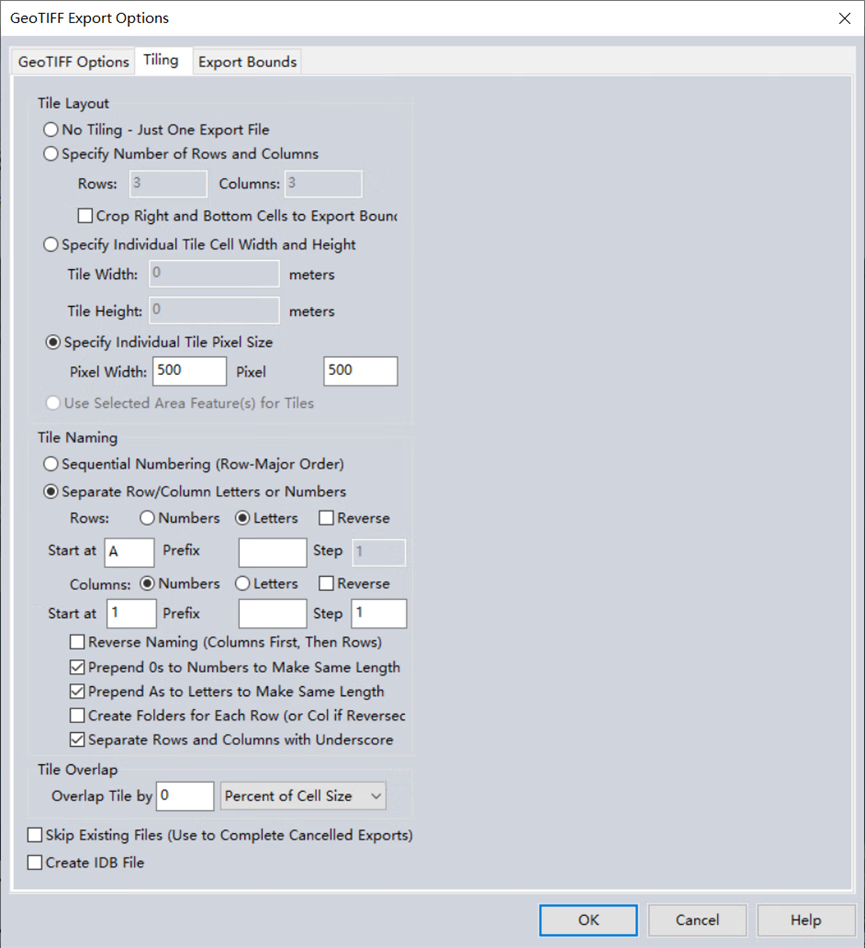 GeoTIFF Export Options
GeoTIFF Options Tiling Export Bounds
Tile Layout
No Tiling - Just One Export File
Specify Number of Rows and Columns
Rows: 3 Columns: 3
Crop Right and Bottom Cells to Export Bound
Specify Individual Tile Cell Width and Height
Tile Width: 0 meters
Tile Height: 0 meters
Specify Individual Tile Pixel Size
Pixel Width: 500 Pixel 500
Use Selected Area Feature(s) for Tiles
Tile Naming
Sequential Numbering (Row-Major Order)
Separate Row/Column Letters or Numbers
Rows: Numbers Letters Reverse
Start at A Prefix Step 1
Columns: Numbers Letters Reverse
Start at 1 Prefix Step 1
Reverse Naming (Columns First, Then Rows)
Prepend 0s to Numbers to Make Same Length
Prepend As to Letters to Make Same Length
Create Folders for Each Row (or Col if Reversed
Separate Rows and Columns with Underscore
Tile Overlap
Overlap Tile by 0 Percent of Cell Size
Skip Existing Files (Use to Complete Cancelled Exports)
Create IDB File
OK Cancel Help